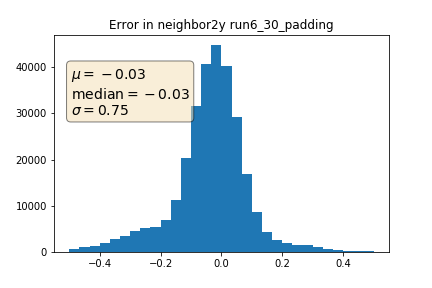 Error in neighbor2y run6_30_padding
μ = −0.03
median = −0.03
σ = 0.75
40000
30000
20000
10000
0
−0.4 −0.2 0.0 0.2 0.4